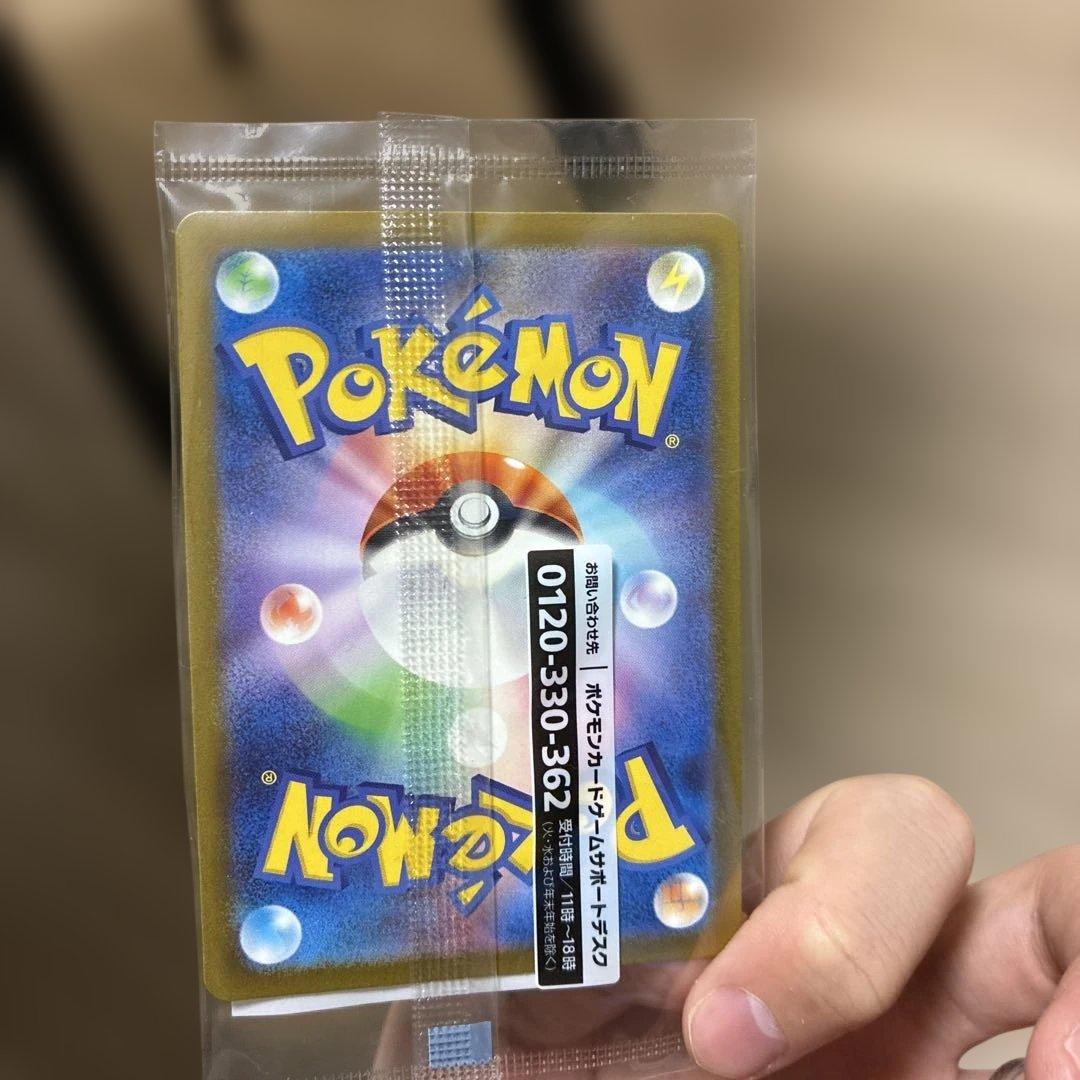 POKéMON®
お問い合わせ先 | ポケモンカードゲームサポートデスク
0120-330-362 受付時間/11時~18時
(火・水および年末年始を除く)
POKéMON®